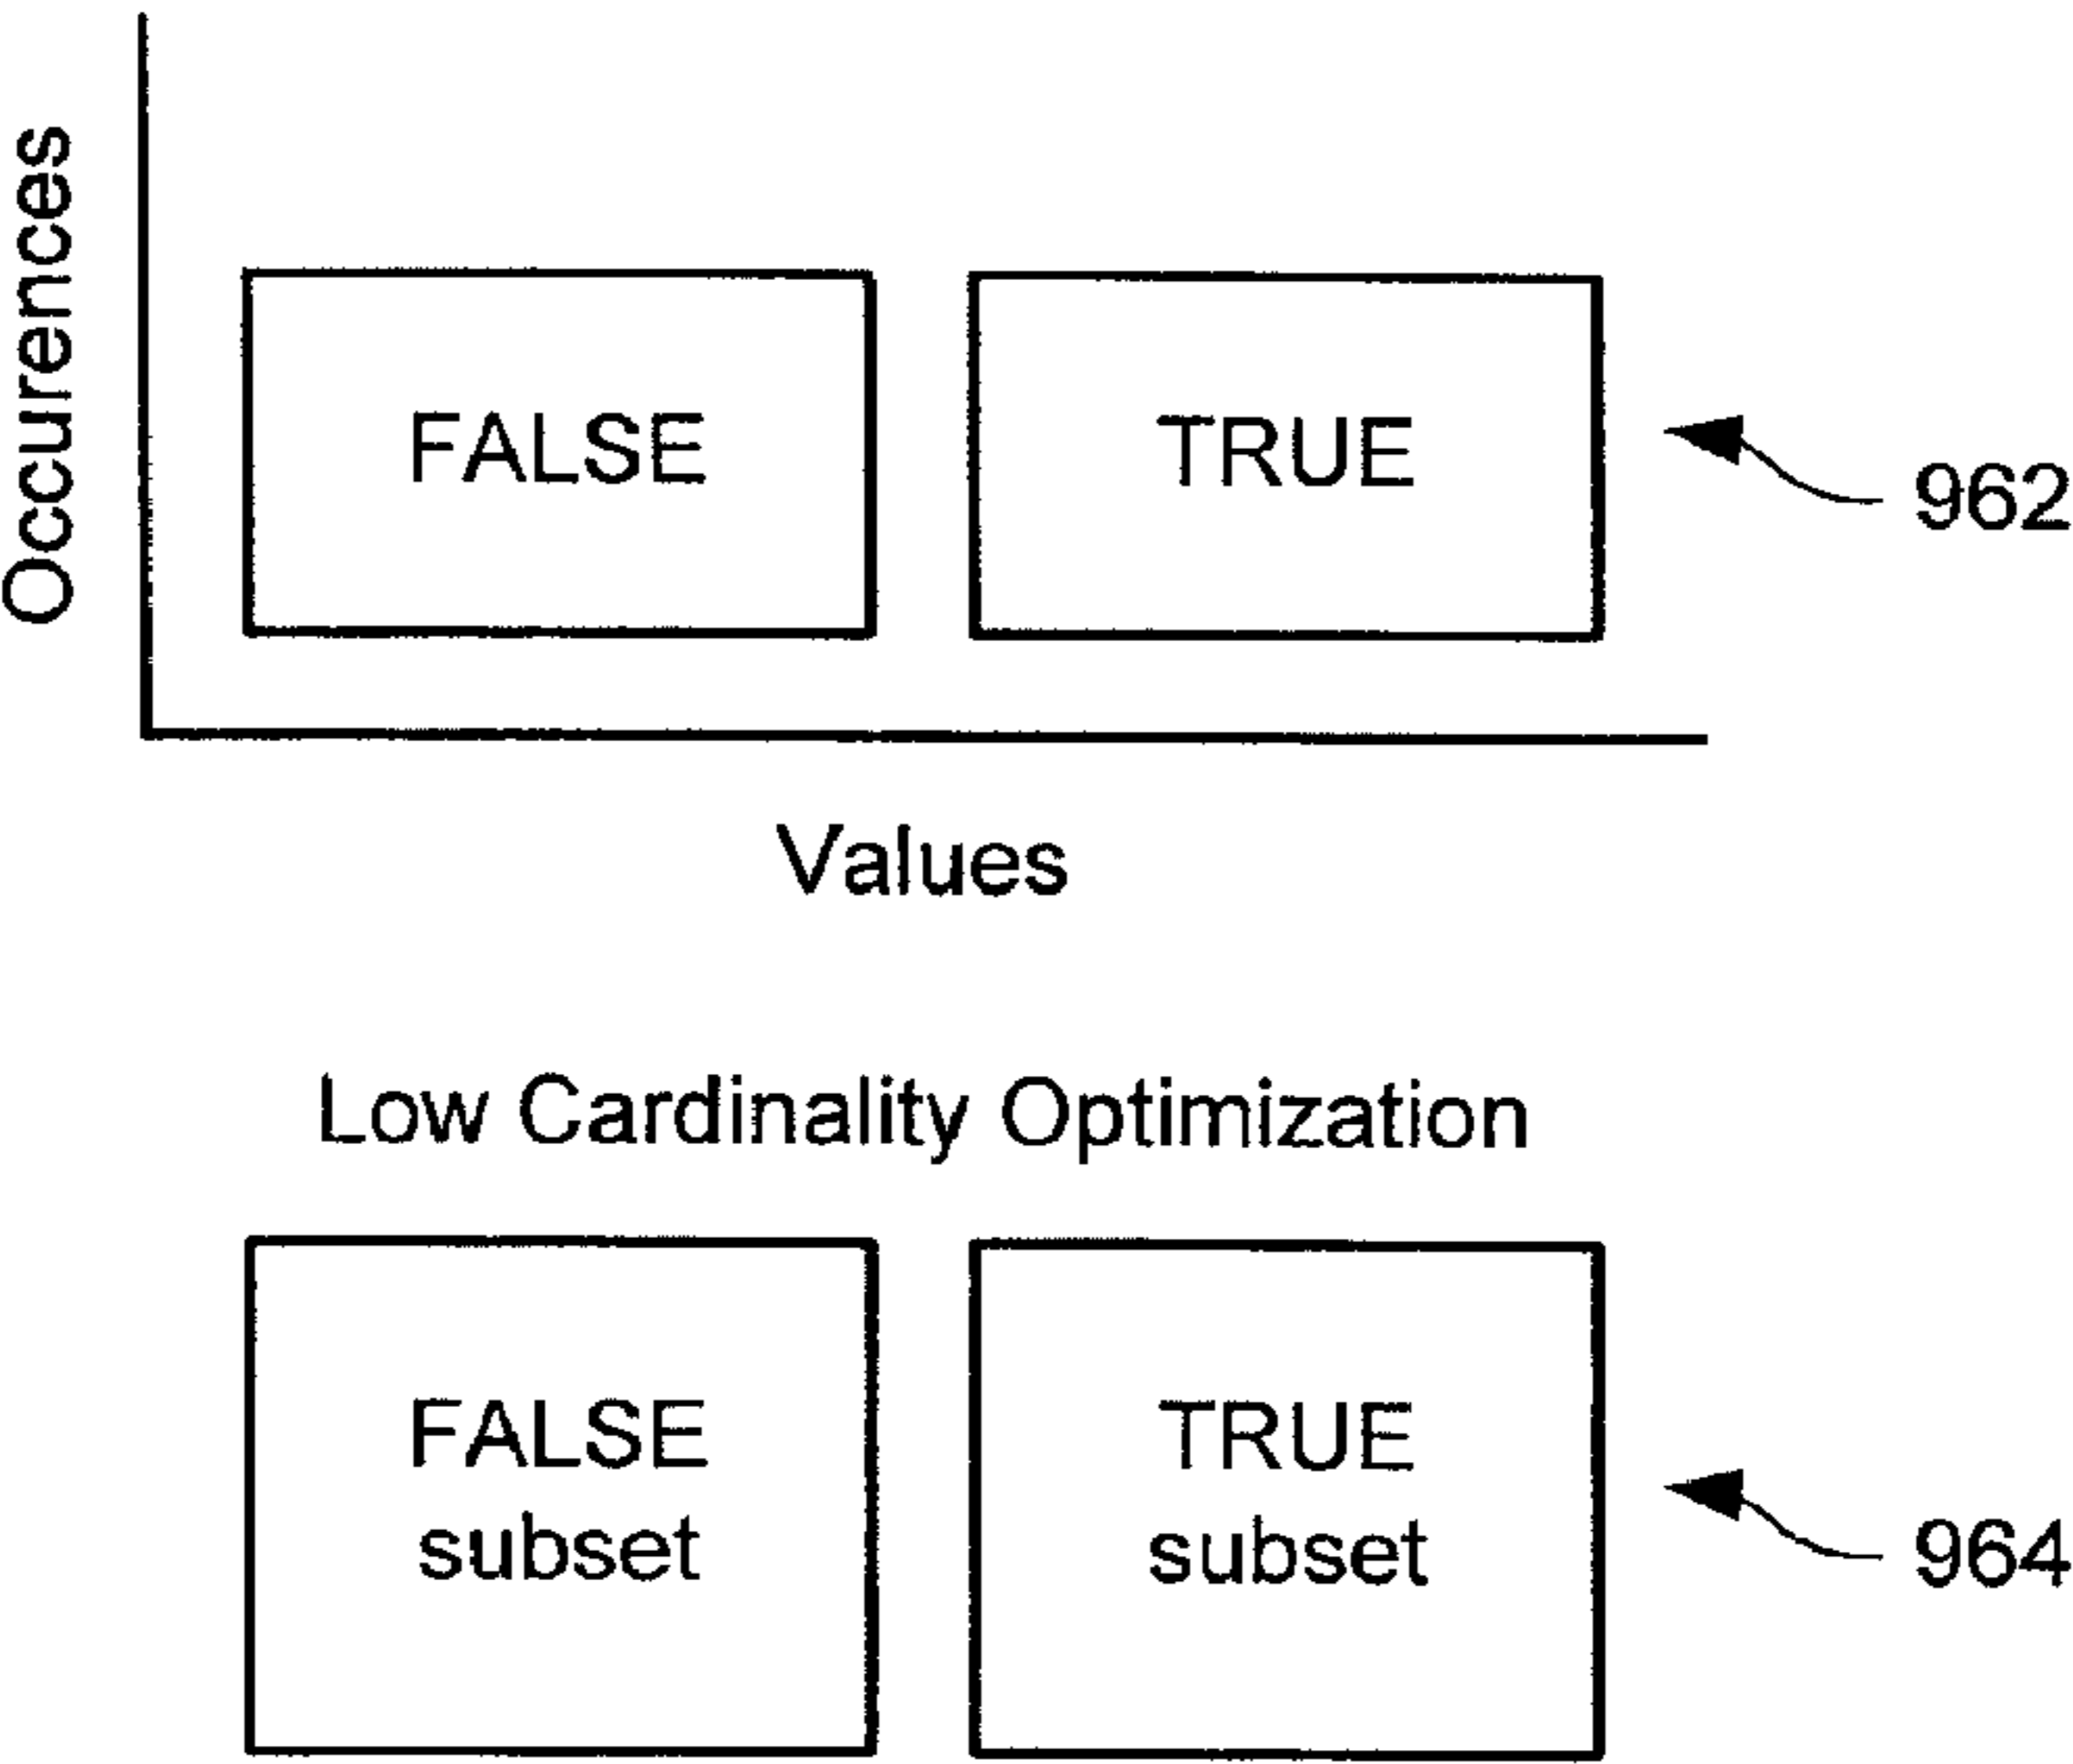 Occurences
FALSE
TRUE
962
Values
Low Cardinality Optimization
FALSE
subset
TRUE
subset
964